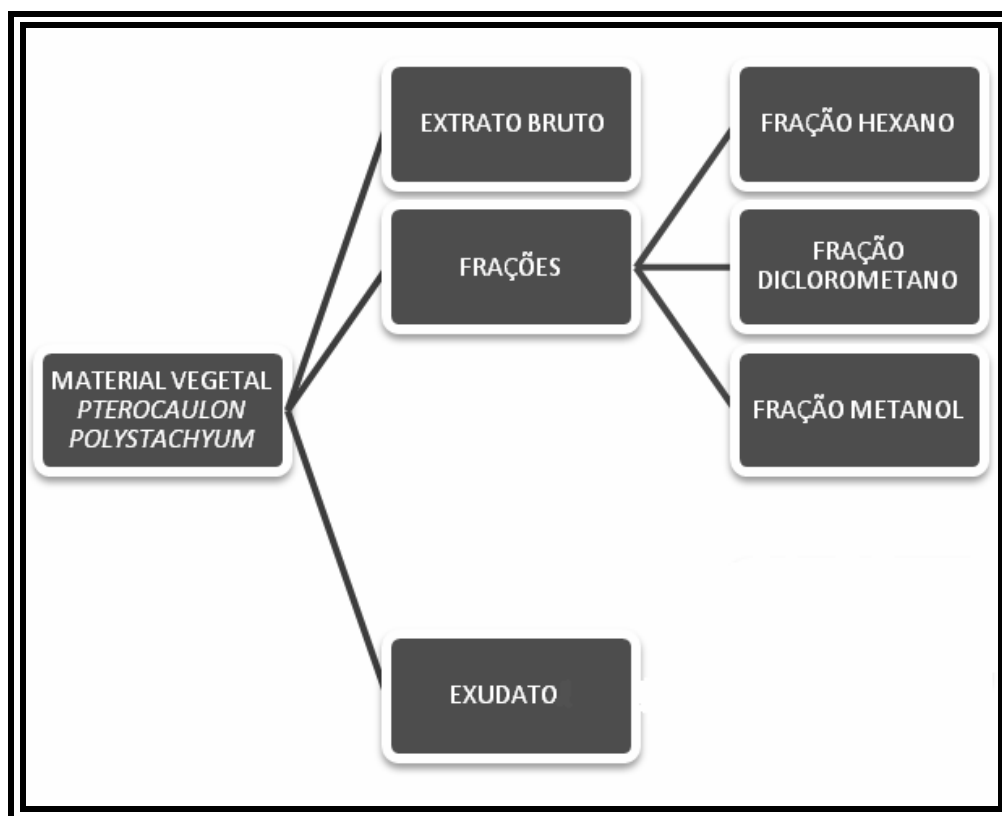 EXTRATO BRUTO
FRAÇÃO HEXANO
FRAÇÕES
FRAÇÃO
DICLOROMETANO
MATERIAL VEGETAL
PTEROCAULON
POLYSTACHYUM
FRAÇÃO METANOL
EXUDATO